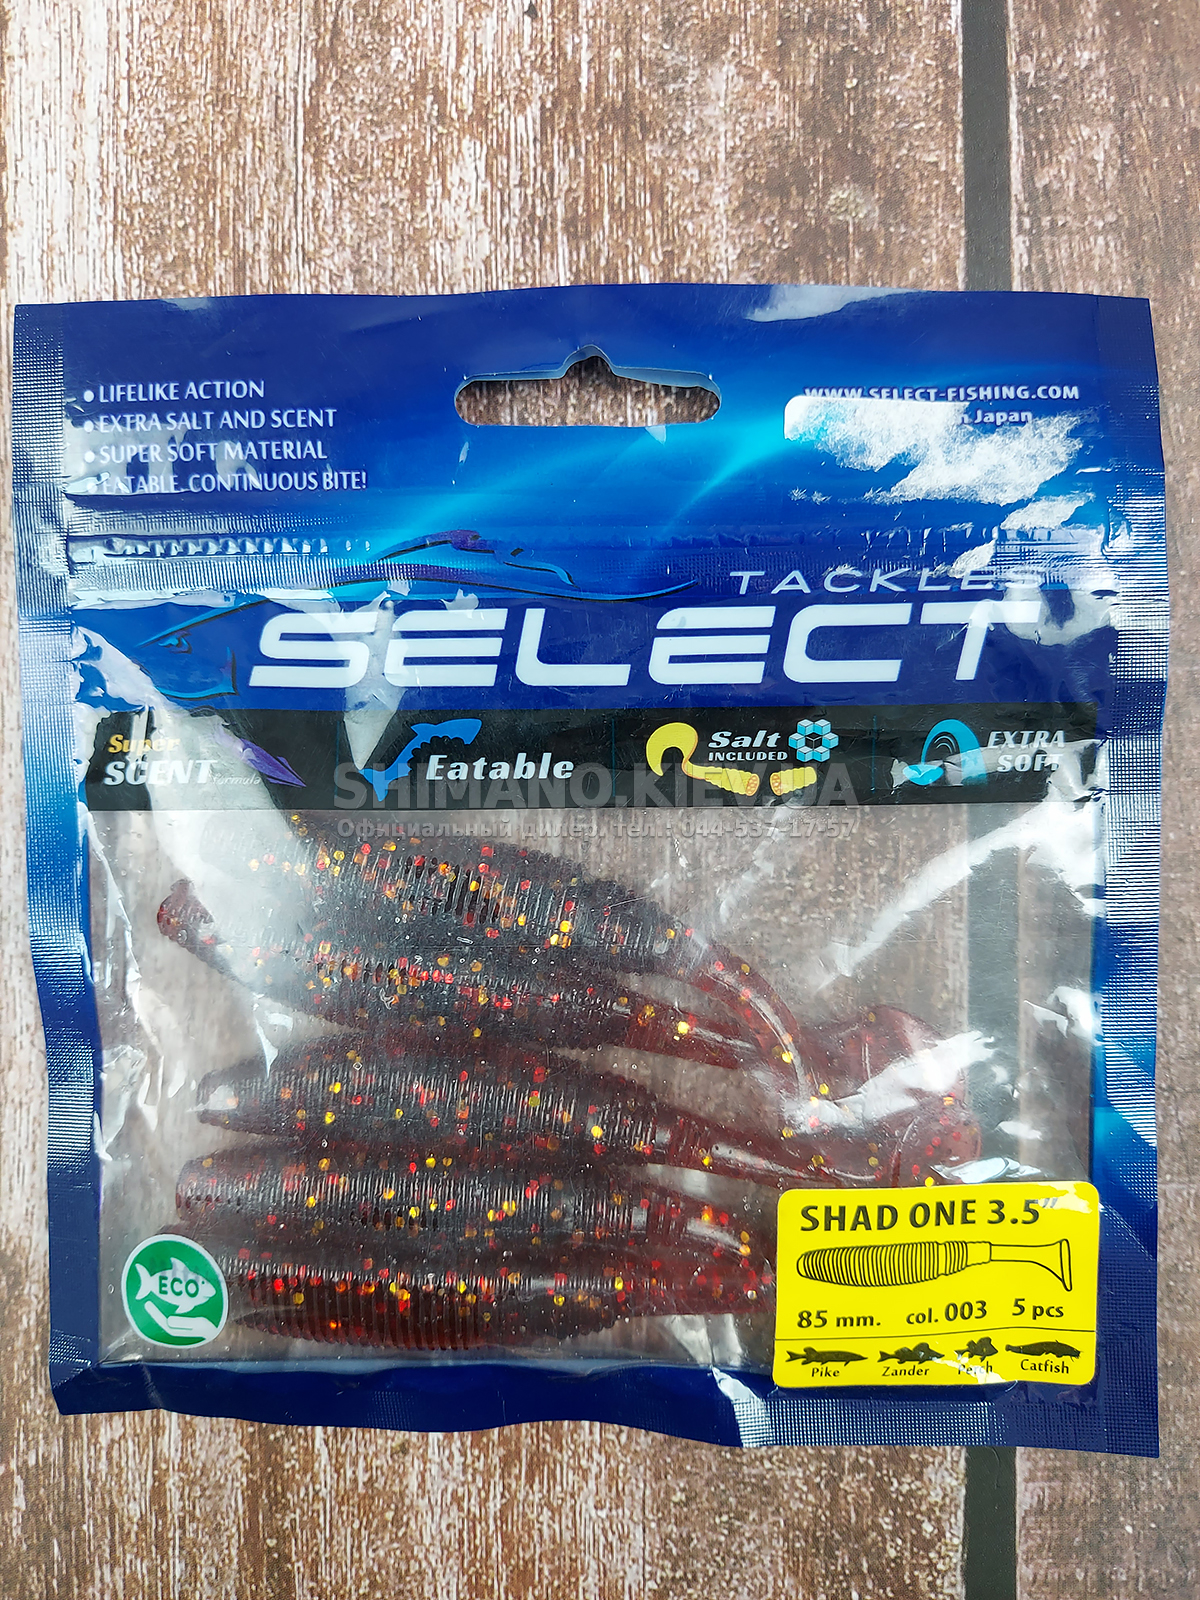 • LIFELIKE ACTION
• EXTRA SALT AND SCENT
• SUPER SOFT MATERIAL
• EATABLE. CONTINUOUS BITE!
WWW.SELECT-FISHING.COM
Japan
TACKLES
SELECT
Super
SCENT Formula
Eatable
Salt
INCLUDED
EXTRA
SOFT
SHIMANO.KIEV.UA
Официальный дилер, тел.: 044-537-17-57
ECO
SHAD ONE 3.5”
85 mm. col. 003 5 pcs
Pike Zander Perch Catfish